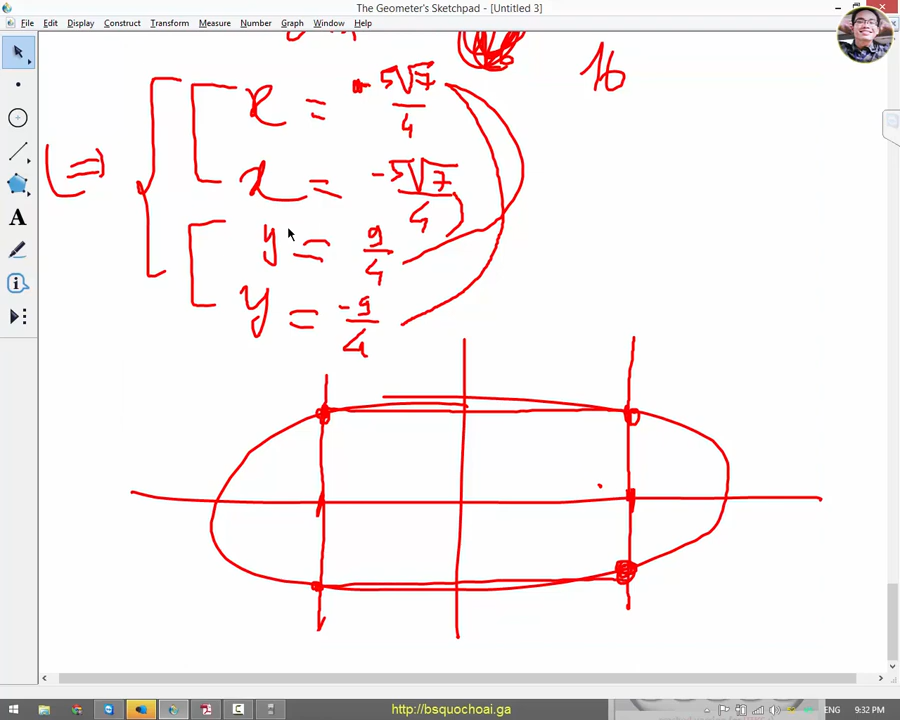 The Geometer's Sketchpad - [Untitled 3]
File Edit Display Construct Transform Measure Number Graph Window Help
16
x = 5√7/4
⇔
x = -5√7/4
y = 9/4
y = -9/4
A
http://bsquochoai.ga
ENG 9:32 PM